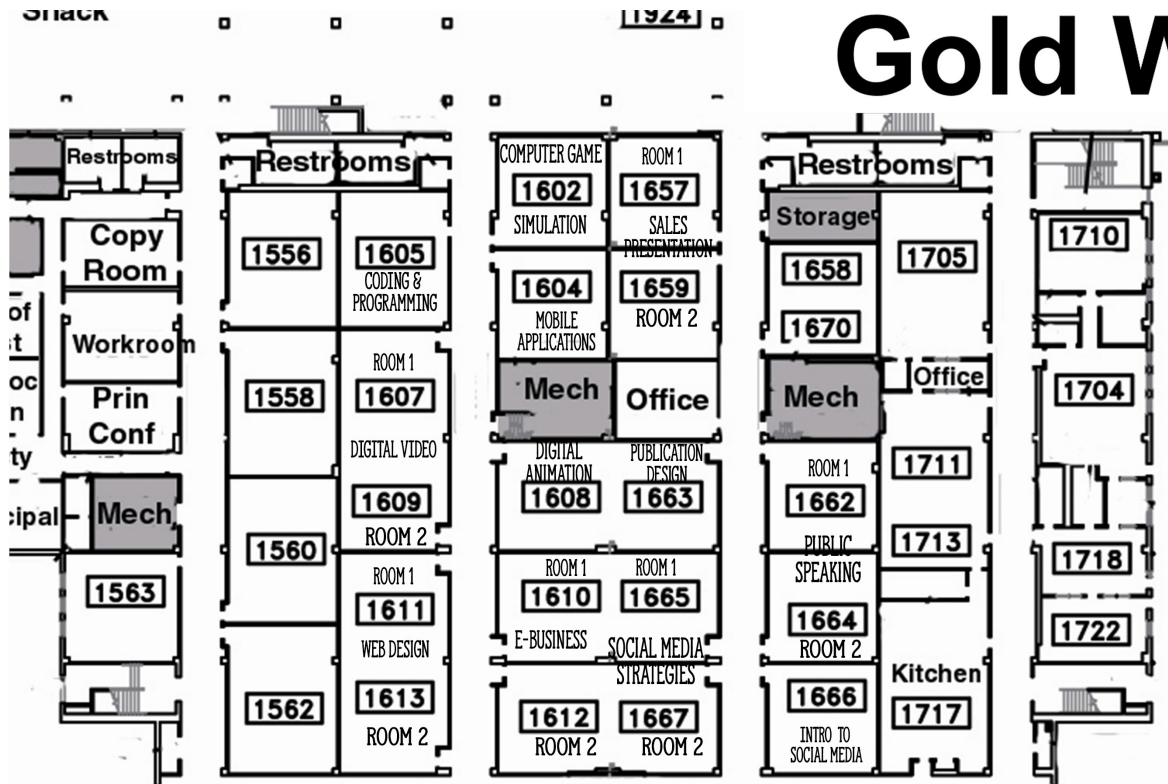 Snack
1924
Gold W
Restrooms
Copy
Room
Workroom
Prin
Conf
of
st
oc
n
ty
cipal
Mech
1563
Restrooms
1556
1605
CODING &
PROGRAMMING
1558
ROOM 1
1607
DIGITAL VIDEO
1609
ROOM 2
1560
ROOM 1
1611
WEB DESIGN
1562
1613
ROOM 2
COMPUTER GAME
1602
SIMULATION
ROOM 1
1657
SALES
PRESENTATION
1604
MOBILE
APPLICATIONS
1659
ROOM 2
Mech
Office
DIGITAL
ANIMATION
1608
PUBLICATION
DESIGN
1663
ROOM 1
1610
E-BUSINESS
ROOM 1
1665
SOCIAL MEDIA
STRATEGIES
1612
ROOM 2
1667
ROOM 2
Restrooms
Storage
1658
1670
1705
Mech
Office
ROOM 1
1662
PUBLIC
SPEAKING
1664
ROOM 2
1711
1713
1666
INTRO TO
SOCIAL MEDIA
Kitchen
1717
1710
1704
1718
1722